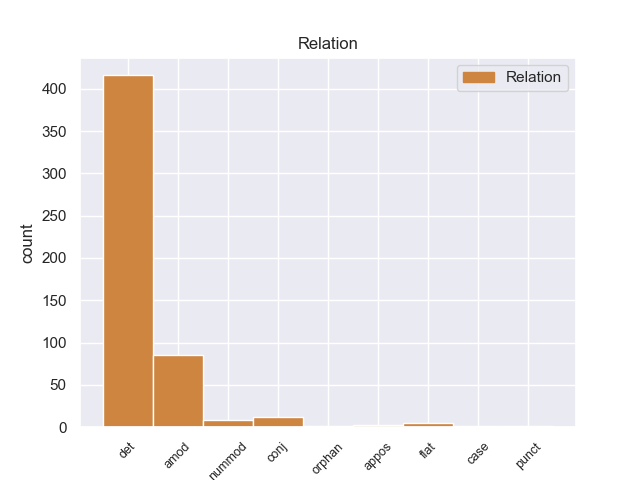 Relation
Relation
count
400
350
300
250
200
150
100
50
0
det
amod
nummod
conj
orphan
appos
flat
case
punct